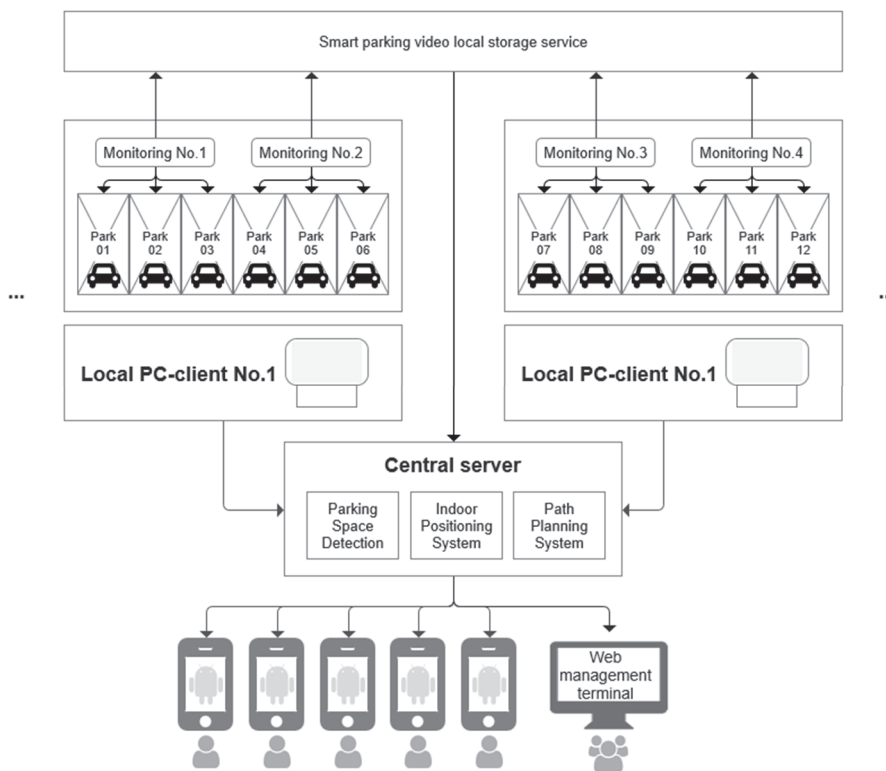 Smart parking video local storage service
Monitoring No.1
Monitoring No.2
Monitoring No.3
Monitoring No.4
Park
01
Park
02
Park
03
Park
04
Park
05
Park
06
Park
07
Park
08
Park
09
Park
10
Park
11
Park
12
...
...
Local PC-client No.1
Local PC-client No.1
Central server
Parking
Space
Detection
Indoor
Positioning
System
Path
Planning
System
Web
management
terminal